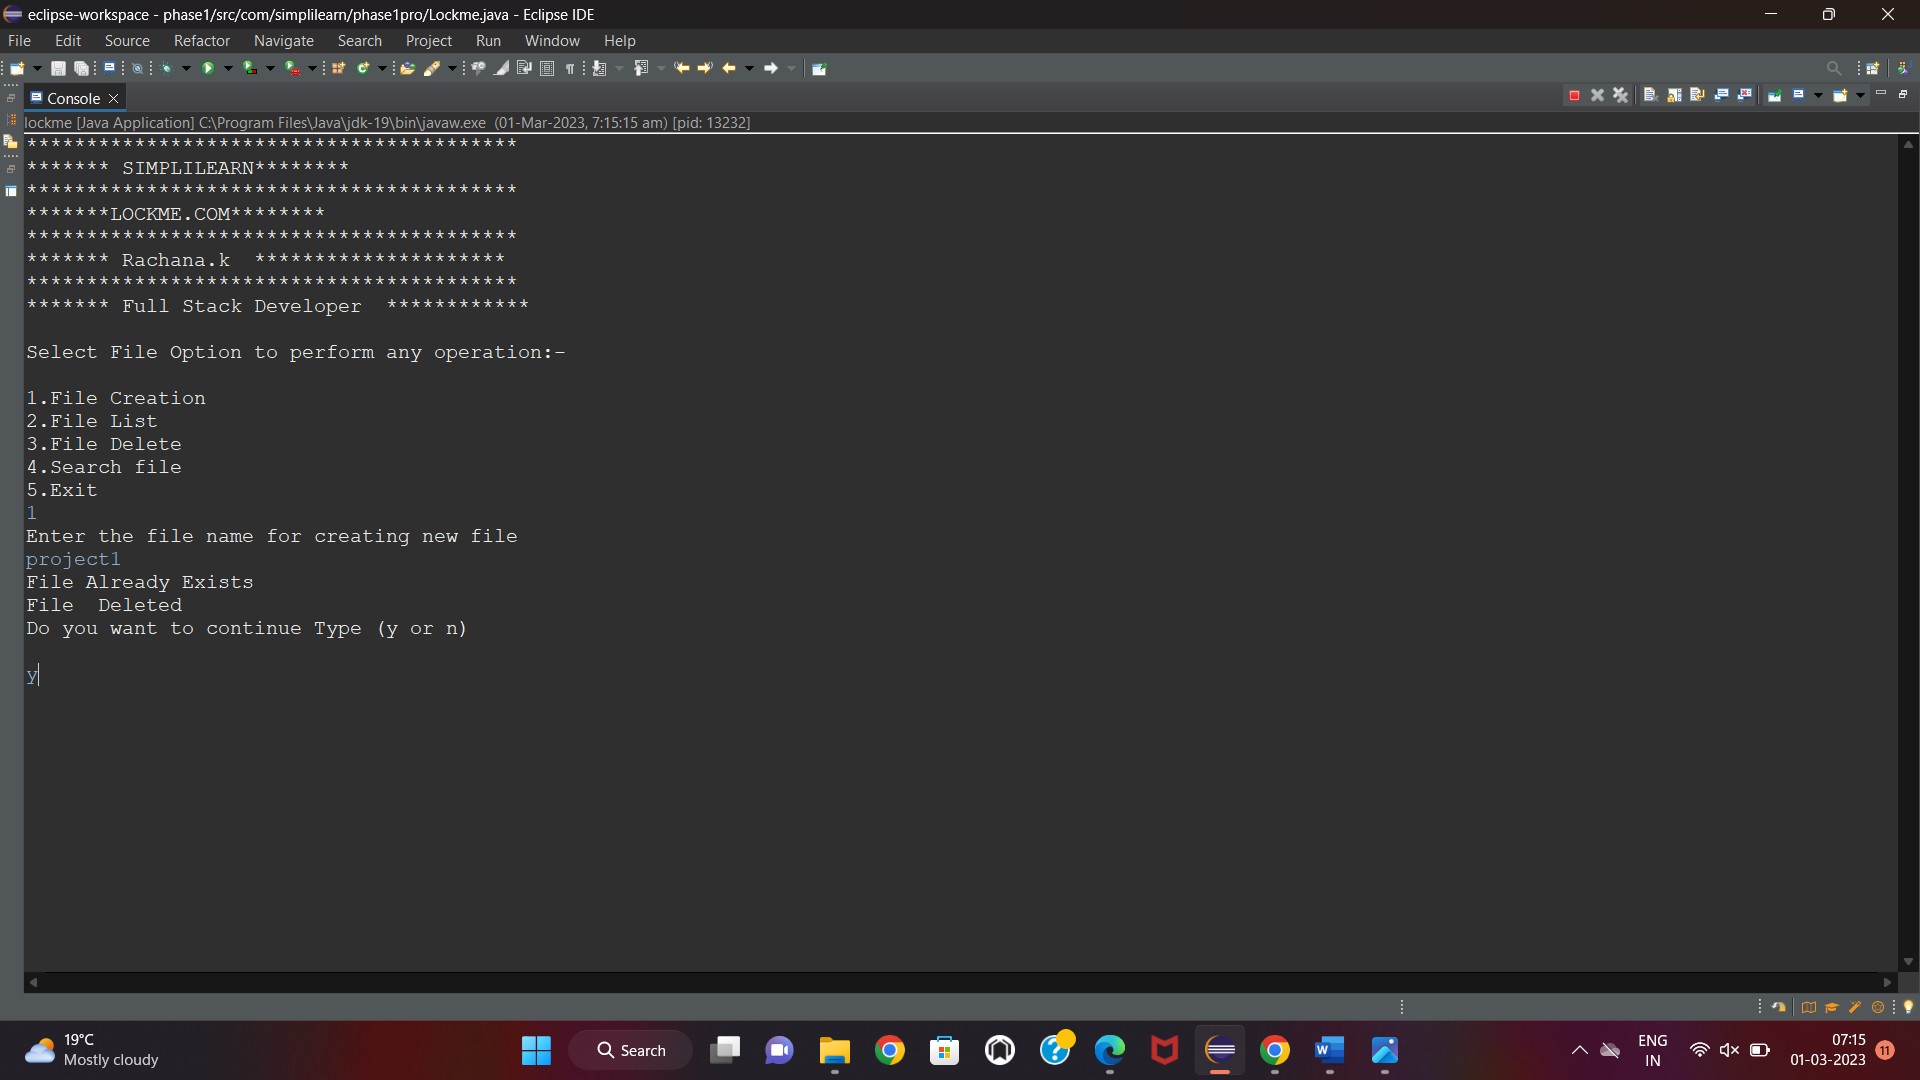 eclipse-workspace - phase1/src/com/simplilearn/phase1pro/Lockme.java - Eclipse IDE
File Edit Source Refactor Navigate Search Project Run Window Help
Console
lockme [Java Application] C:\Program Files\Java\jdk-19\bin\javaw.exe (01-Mar-2023, 7:15:15 am) [pid: 13232]
*****************************************
******* SIMPLILEARN********
*****************************************
*******LOCKME.COM********
*****************************************
******* Rachana.k  *********************
*****************************************
******* Full Stack Developer  ************
Select File Option to perform any operation:-
1.File Creation
2.File List
3.File Delete
4.Search file
5.Exit
1
Enter the file name for creating new file
project1
File Already Exists
File  Deleted
Do you want to continue Type (y or n)
y
19°C
Mostly cloudy
Search
ENG
IN
07:15
01-03-2023
11